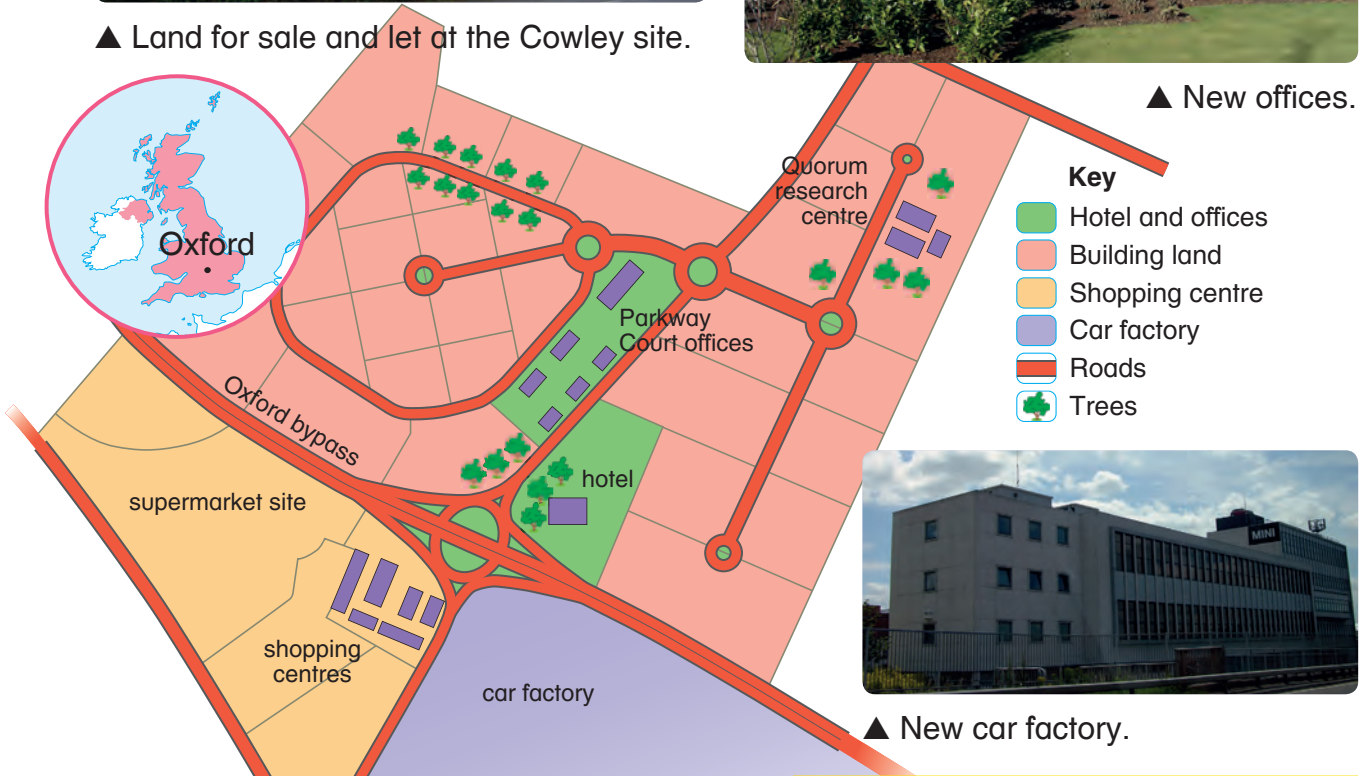 ▲ Land for sale and let at the Cowley site.
▲ New offices.
Oxford
Quorum
research
centre
Key
Hotel and offices
Building land
Shopping centre
Car factory
Roads
Trees
Parkway
Court offices
Oxford bypass
hotel
supermarket site
shopping
centres
car factory
MINI
▲ New car factory.